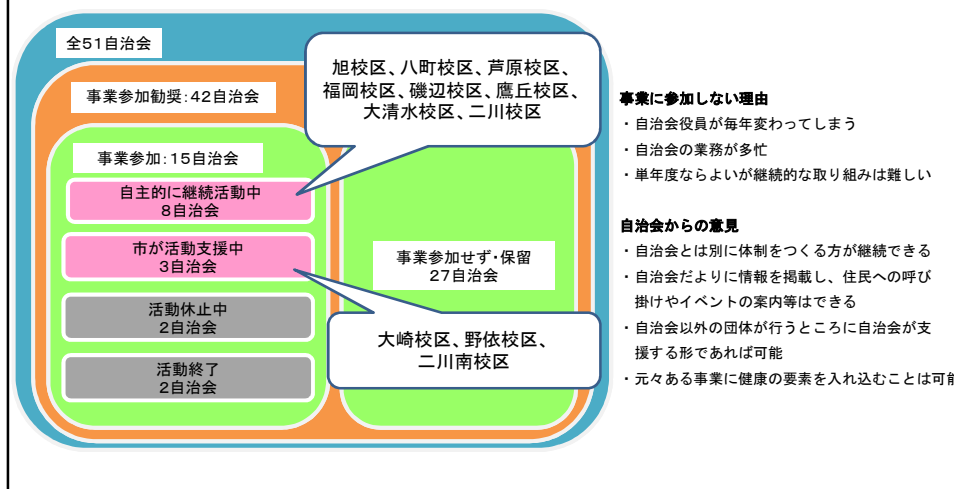 全51自治会
事業参加勧奨:42自治会
事業参加:15自治会
自主的に継続活動中
8自治会
市が活動支援中
3自治会
活動休止中
2自治会
活動終了
2自治会
事業参加せず・保留
27自治会
旭校区、八町校区、芦原校区、
福岡校区、磯辺校区、鷹丘校区、
大清水校区、二川校区
大崎校区、野依校区、
二川南校区
事業に参加しない理由
・自治会役員が毎年変わってしまう
・自治会の業務が多忙
・単年度ならよいが継続的な取り組みは難しい
自治会からの意見
・自治会とは別に体制をつくる方が継続できる
・自治会だよりに情報を掲載し、住民への呼び
掛けやイベントの案内等はできる
・自治会以外の団体が行うところに自治会が支
援する形であれば可能
・元々ある事業に健康の要素を入れ込むことは可能